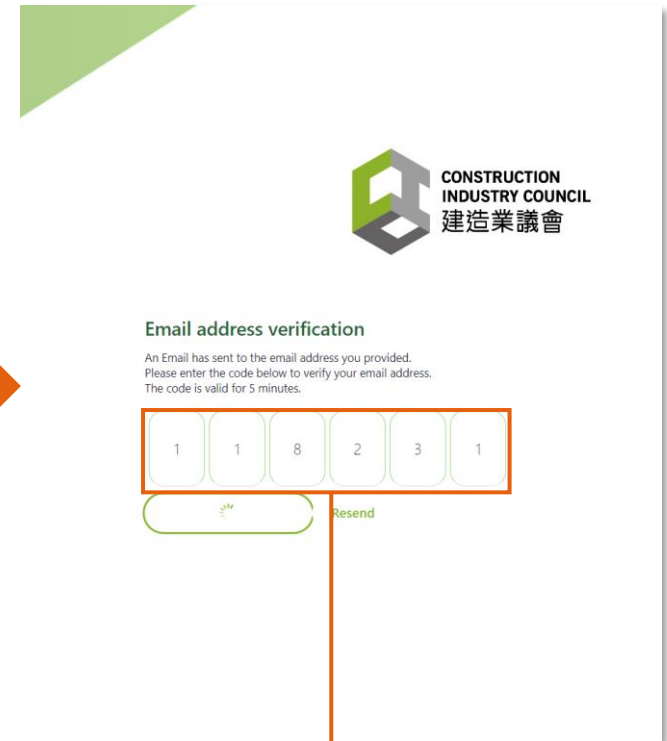 CONSTRUCTION
INDUSTRY COUNCIL
建造業議會
Email address verification
An Email has sent to the email address you provided.
Please enter the code below to verify your email address.
The code is valid for 5 minutes.
1 1 8 2 3 1
Resend